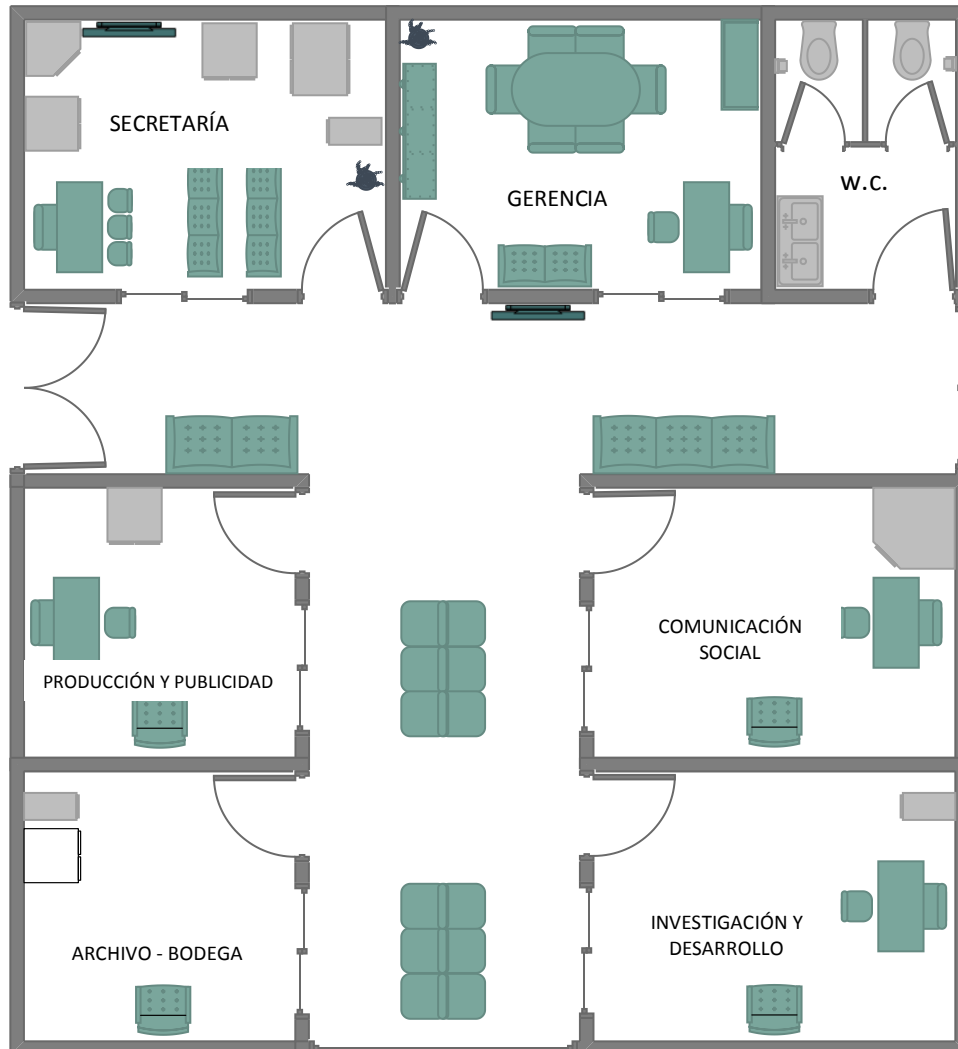 SECRETARÍA
GERENCIA
W.C.
COMUNICACIÓN
SOCIAL
PRODUCCIÓN Y PUBLICIDAD
ARCHIVO - BODEGA
INVESTIGACIÓN Y
DESARROLLO